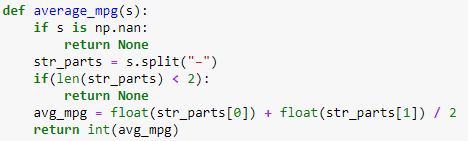 def average_mpg(s):
    if s is np.nan:
        return None
    str_parts = s.split("–")
    if(len(str_parts) < 2):
        return None
    avg_mpg = float(str_parts[0]) + float(str_parts[1]) / 2
    return int(avg_mpg)